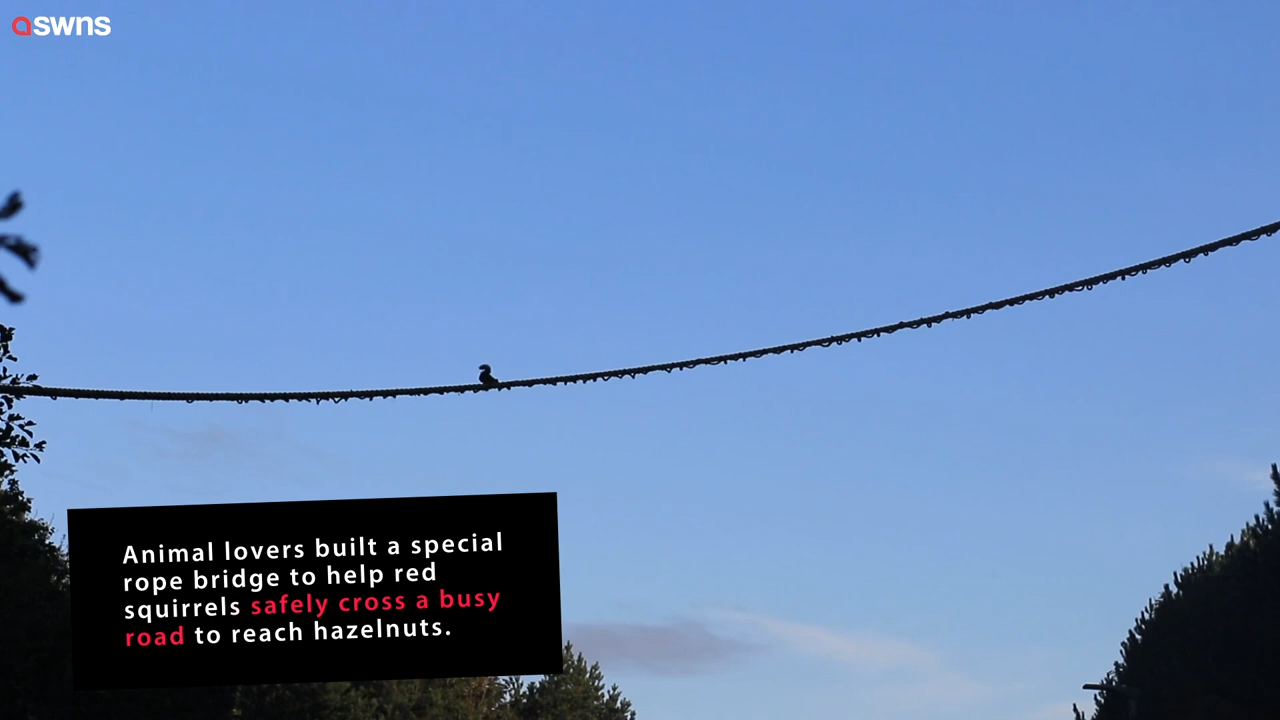 swns
Animal lovers built a special
rope bridge to help red
squirrels safely cross a busy
road to reach hazelnuts.